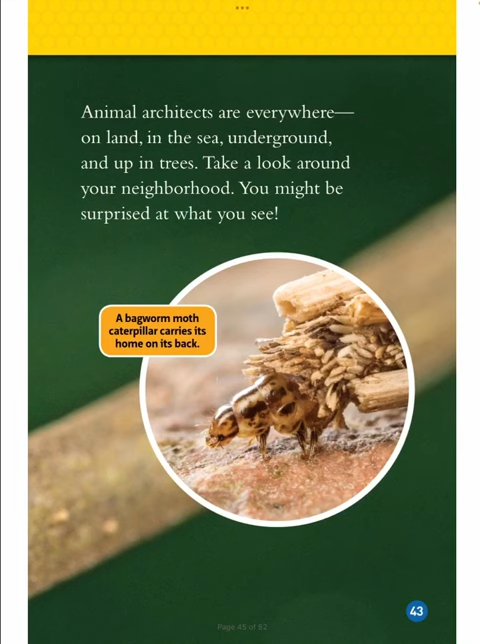 Animal architects are everywhere—
on land, in the sea, underground,
and up in trees. Take a look around
your neighborhood. You might be
surprised at what you see!
A bagworm moth
caterpillar carries its
home on its back.
43
Page 45 of 52